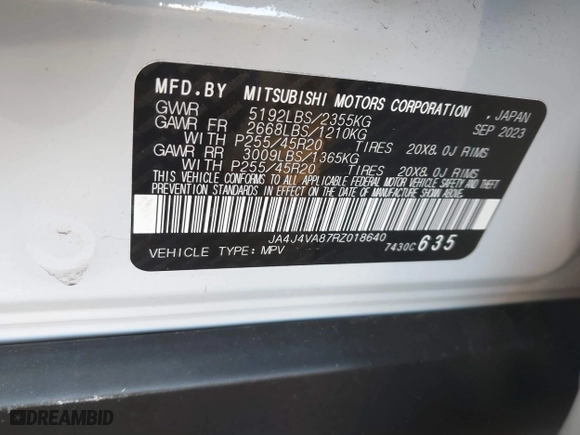 MFD.BY MITSUBISHI MOTORS CORPORATION , JAPAN
GVWR 5192LBS/2355KG SEP 2023
GAWR FR 2668LBS/1210KG
WITH P255/45R20 TIRES 20X8.0J RIMS
GAWR RR 3009LBS/1365KG
WITH P255/45R20 TIRES 20X8.0J RIMS
THIS VEHICLE CONFORMS TO ALL APPLICABLE FEDERAL MOTOR VEHICLE SAFETY AND THEFT
PREVENTION STANDARDS IN EFFECT ON THE DATE OF MANUFACTURE SHOWN ABOVE.
JA4J4VA87RZ018640
VEHICLE TYPE: MPV 7430C 635
DREAMBID